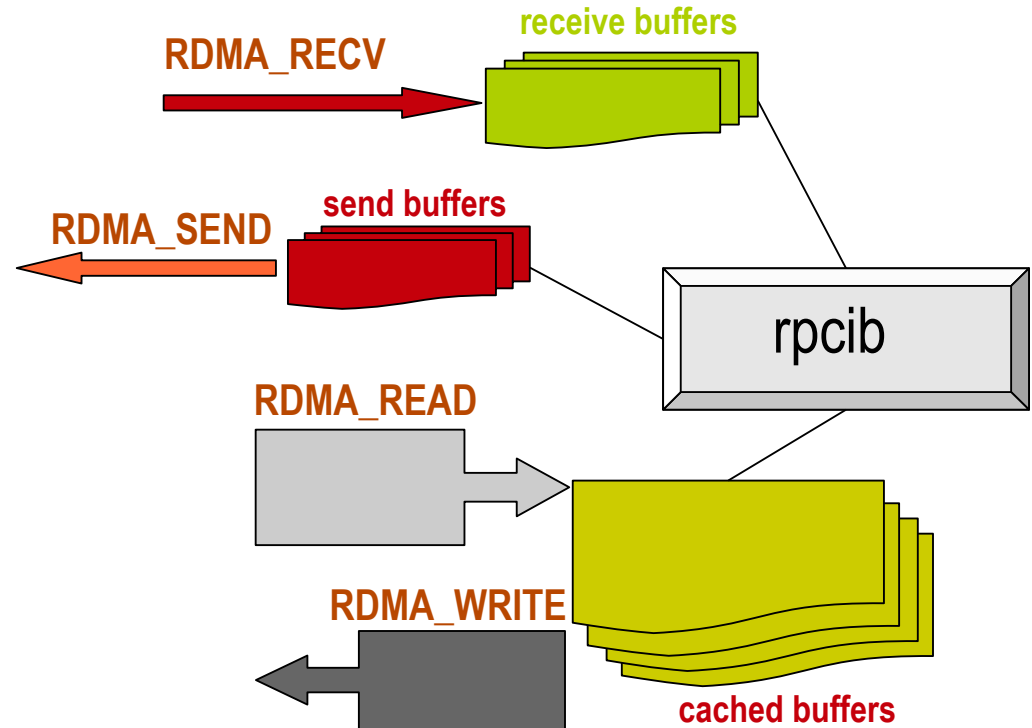 receive buffers
RDMA_RECV
send buffers
RDMA_SEND
rpcib
RDMA_READ
RDMA_WRITE
cached buffers